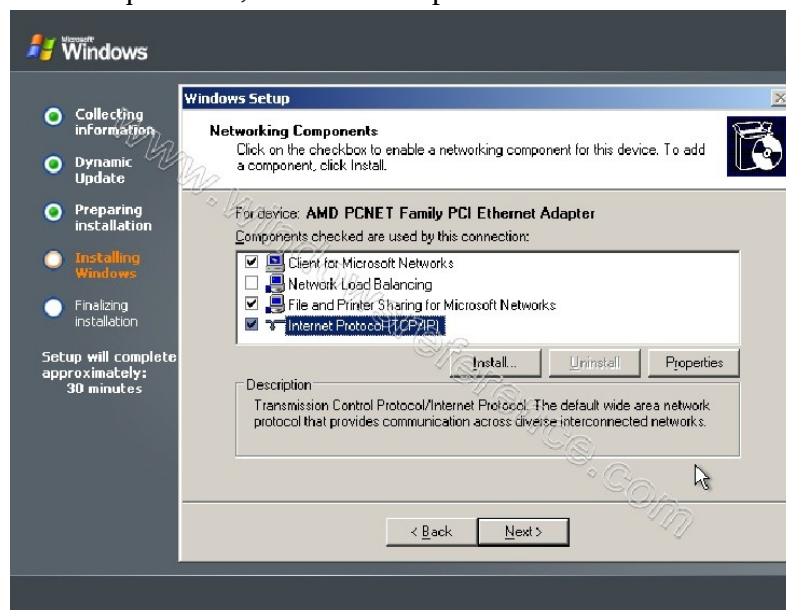 Microsoft
Windows
Collecting
information
Dynamic
Update
Preparing
installation
Installing
Windows
Finalizing
installation
Setup will complete
approximately:
30 minutes
Windows Setup
Networking Components
Click on the checkbox to enable a networking component for this device. To add
a component, click Install.
For device: AMD PCNET Family PCI Ethernet Adapter
Components checked are used by this connection:
Client for Microsoft Networks
Network Load Balancing
File and Printer Sharing for Microsoft Networks
Internet Protocol (TCP/IP)
Install...
Uninstall
Properties
Description
Transmission Control Protocol/Internet Protocol. The default wide area network
protocol that provides communication across diverse interconnected networks.
< Back
Next >
www.windowsreference.com